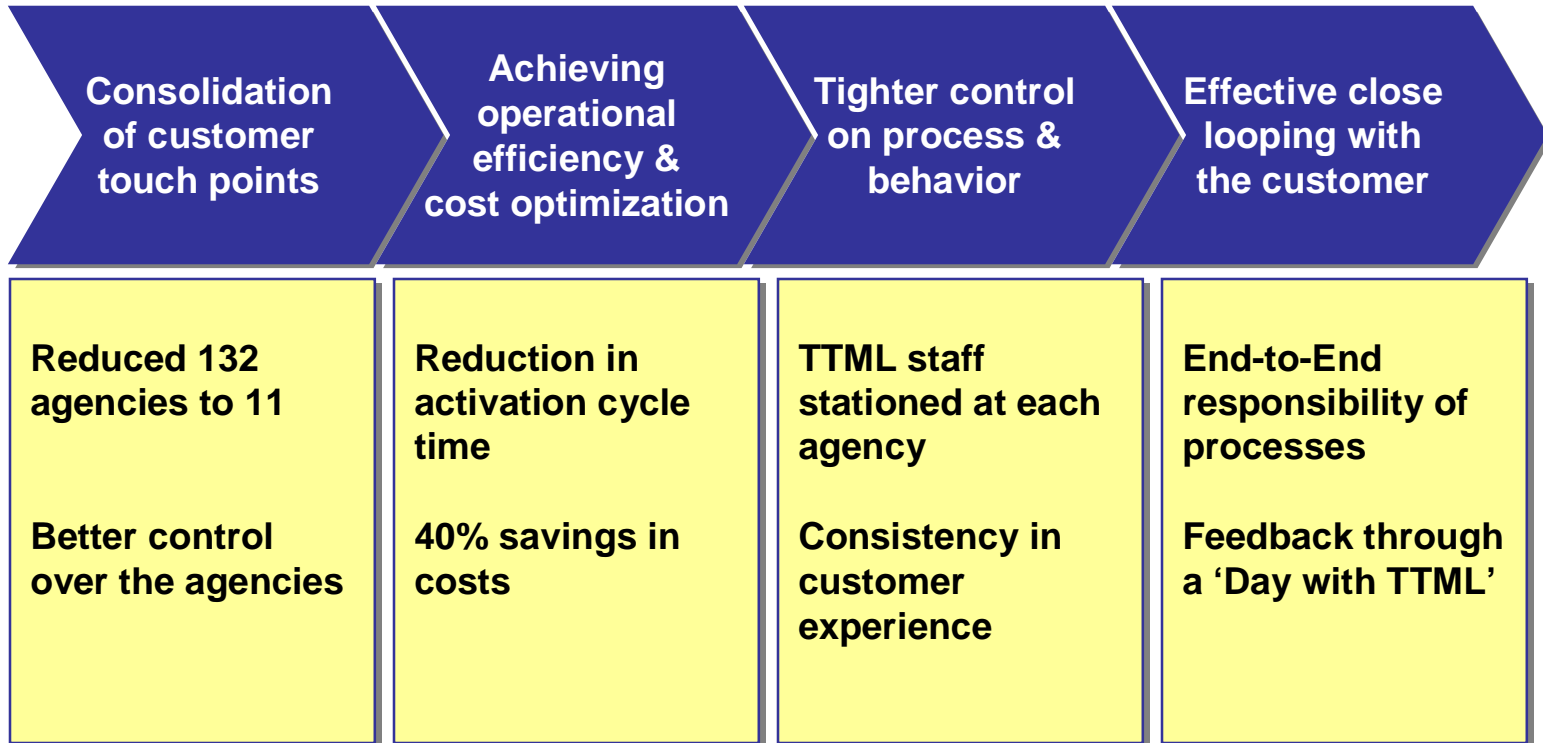 Consolidation
of customer
touch points
Achieving
operational
efficiency &
cost optimization
Tighter control
on process &
behavior
Effective close
looping with
the customer
Reduced 132
agencies to 11
Better control
over the agencies
Reduction in
activation cycle
time
40% savings in
costs
TTML staff
stationed at each
agency
Consistency in
customer
experience
End-to-End
responsibility of
processes
Feedback through
a ‘Day with TTML’